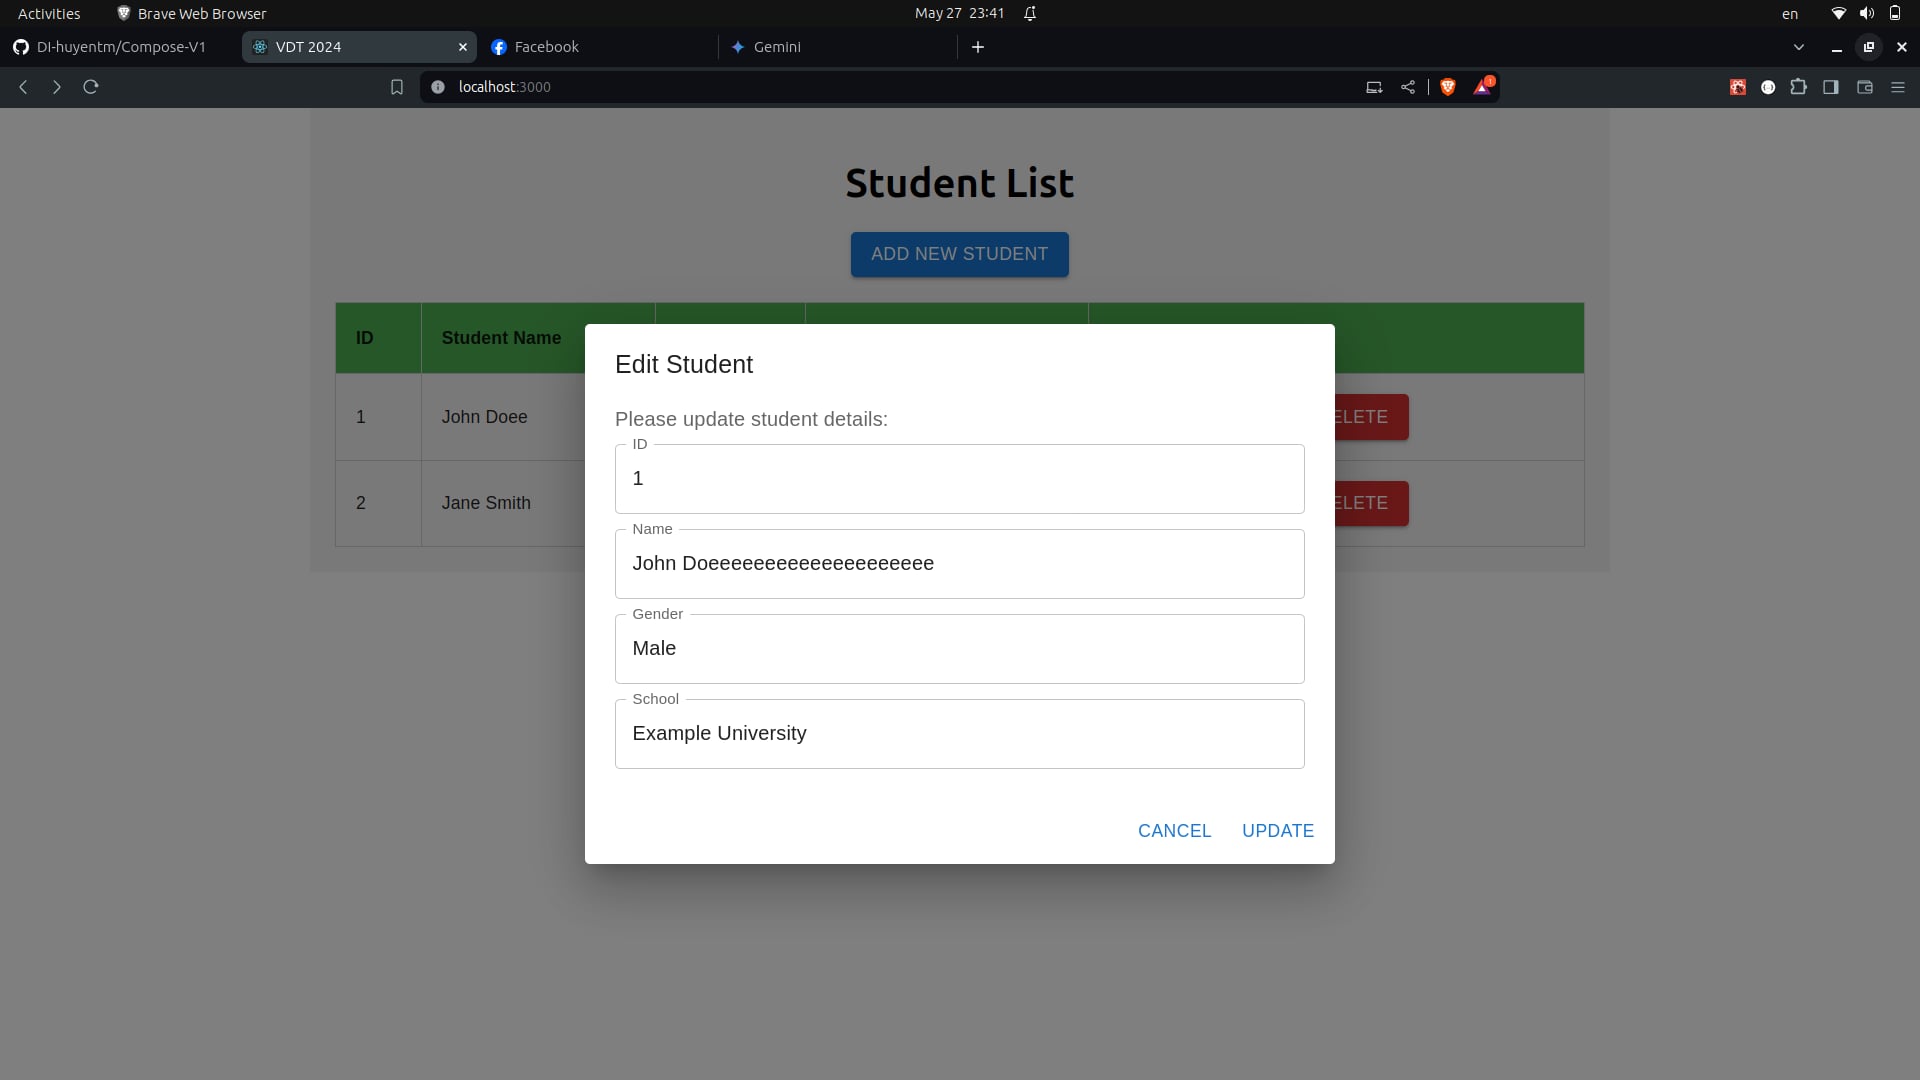 Activities Brave Web Browser May 27 23:41 en
DI-huyentm/Compose-V1 VDT 2024 Facebook Gemini
localhost:3000
Student List
ADD NEW STUDENT
ID Student Name
1 John Doee
2 Jane Smith
Edit Student
Please update student details:
ID
1
Name
John Doeeeeeeeeeeeeeeeeeeee
Gender
Male
School
Example University
CANCEL UPDATE
ELETE
ELETE